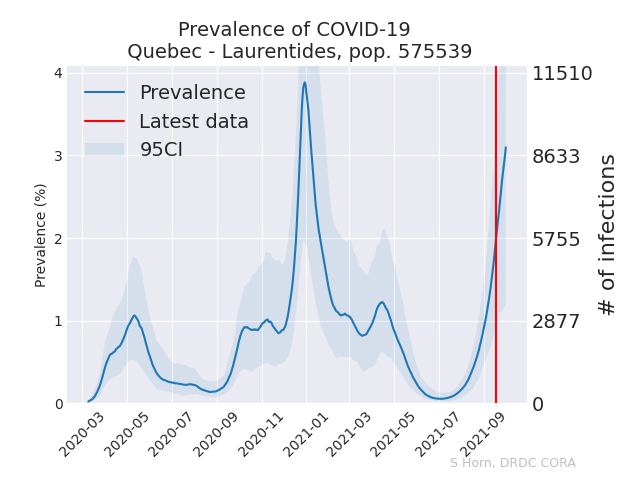 Prevalence of COVID-19
Quebec - Laurentides, pop. 575539
Prevalence
Latest data
95CI
Prevalence (%)
4
3
2
1
0
11510
8633
5755
2877
0
# of infections
2020-03
2020-05
2020-07
2020-09
2020-11
2021-01
2021-03
2021-05
2021-07
2021-09
S Horn, DRDC CORA